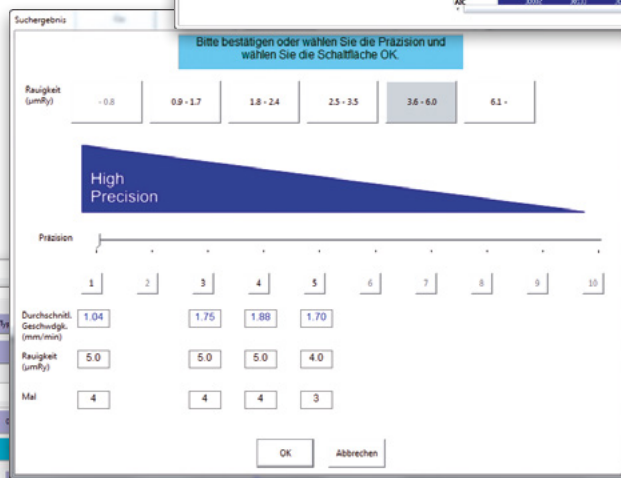 Suchergebnis
Bitte bestätigen oder wählen Sie die Präzision und
wählen Sie die Schaltfläche OK.
Rauigkeit
(µmRy)
- 0.8 0.9 - 1.7 1.8 - 2.4 2.5 - 3.5 3.6 - 6.0 6.1 -
High
Precision
Präzision
1 2 3 4 5 6 7 8 9 10
Durchschnitl.
Geschwdgk.
(mm/min)
1.04 1.75 1.88 1.70
Rauigkeit
(µmRy)
5.0 5.0 5.0 4.0
Mal
4 4 4 3
OK Abbrechen